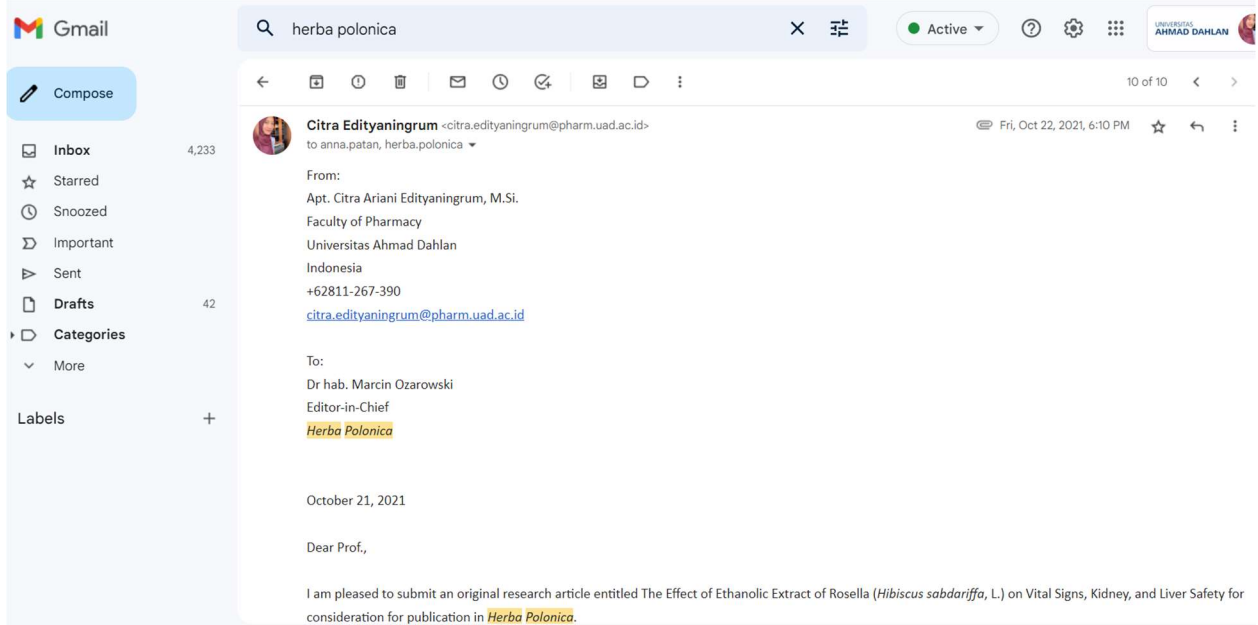 Gmail
herba polonica
Active
UNIVERSITAS
AHMAD DAHLAN
Compose
10 of 10
Inbox 4,233
Starred
Snoozed
Important
Sent
Drafts 42
Categories
More
Labels
Citra Edityaningrum <citra.edityaningrum@pharm.uad.ac.id>
Fri, Oct 22, 2021, 6:10 PM
to anna.patan, herba.polonica
From:
Apt. Citra Ariani Edityaningrum, M.Si.
Faculty of Pharmacy
Universitas Ahmad Dahlan
Indonesia
+62811-267-390
citra.edityaningrum@pharm.uad.ac.id
To:
Dr hab. Marcin Ozarowski
Editor-in-Chief
Herba Polonica
October 21, 2021
Dear Prof.,
I am pleased to submit an original research article entitled The Effect of Ethanolic Extract of Rosella (Hibiscus sabdariffa, L.) on Vital Signs, Kidney, and Liver Safety for
consideration for publication in Herba Polonica.